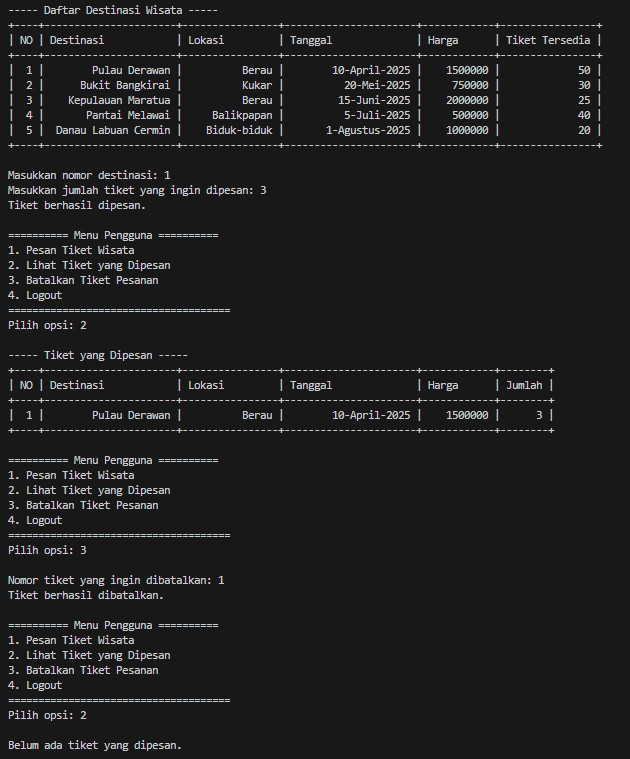 ----- Daftar Destinasi Wisata -----
+----+----------------------+----------------+----------------------+------------+----------------+
| NO | Destinasi | Lokasi | Tanggal | Harga | Tiket Tersedia |
+----+----------------------+----------------+----------------------+------------+----------------+
| 1 | Pulau Derawan | Berau | 10-April-2025 | 1500000 | 50 |
| 2 | Bukit Bangkirai | Kukar | 20-Mei-2025 | 750000 | 30 |
| 3 | Kepulauan Maratua | Berau | 15-Juni-2025 | 2000000 | 25 |
| 4 | Pantai Melawai | Balikpapan | 5-Juli-2025 | 500000 | 40 |
| 5 | Danau Labuan Cermin | Biduk-biduk | 1-Agustus-2025 | 1000000 | 20 |
+----+----------------------+----------------+----------------------+------------+----------------+
Masukkan nomor destinasi: 1
Masukkan jumlah tiket yang ingin dipesan: 3
Tiket berhasil dipesan.
========== Menu Pengguna ==========
1. Pesan Tiket Wisata
2. Lihat Tiket yang Dipesan
3. Batalkan Tiket Pesanan
4. Logout
=====================================
Pilih opsi: 2
----- Tiket yang Dipesan -----
+----+----------------------+----------------+----------------------+------------+--------+
| NO | Destinasi | Lokasi | Tanggal | Harga | Jumlah |
+----+----------------------+----------------+----------------------+------------+--------+
| 1 | Pulau Derawan | Berau | 10-April-2025 | 1500000 | 3 |
+----+----------------------+----------------+----------------------+------------+--------+
========== Menu Pengguna ==========
1. Pesan Tiket Wisata
2. Lihat Tiket yang Dipesan
3. Batalkan Tiket Pesanan
4. Logout
=====================================
Pilih opsi: 3
Nomor tiket yang ingin dibatalkan: 1
Tiket berhasil dibatalkan.
========== Menu Pengguna ==========
1. Pesan Tiket Wisata
2. Lihat Tiket yang Dipesan
3. Batalkan Tiket Pesanan
4. Logout
=====================================
Pilih opsi: 2
Belum ada tiket yang dipesan.